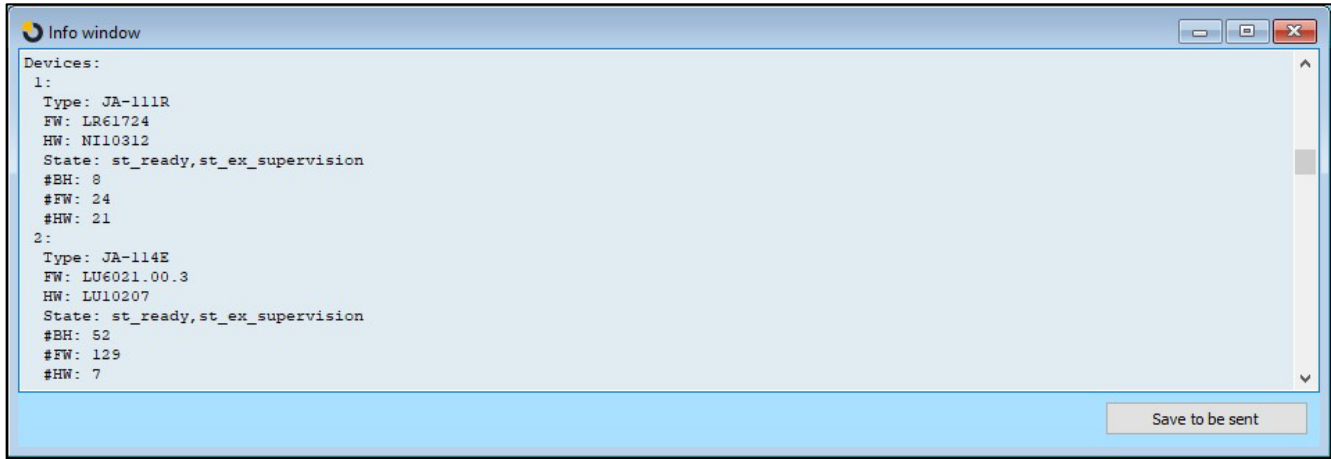 Info window
Devices:
1:
Type: JA-111R
FW: LR61724
HW: NI10312
State: st_ready,st_ex_supervision
#BH: 8
#FW: 24
#HW: 21
2:
Type: JA-114E
FW: LU6021.00.3
HW: LU10207
State: st_ready,st_ex_supervision
#BH: 52
#FW: 129
#HW: 7
Save to be sent